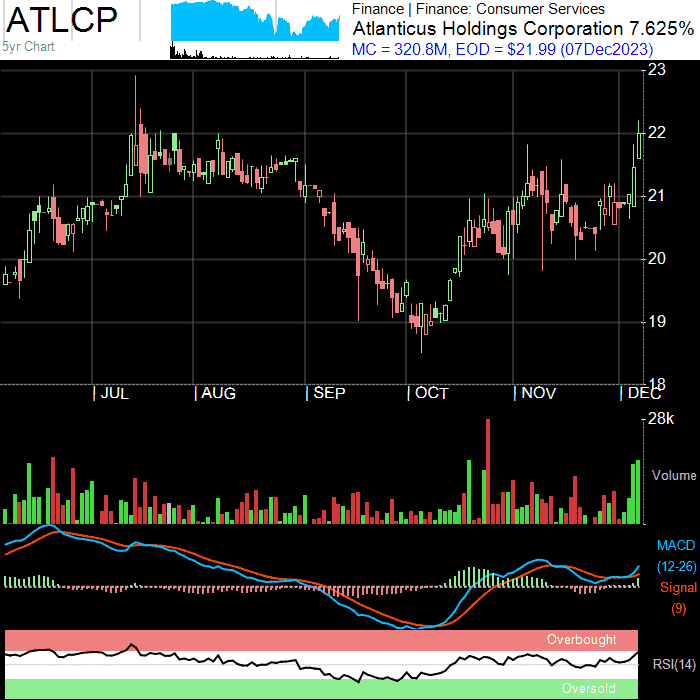 ATLCP
5yr Chart
Finance | Finance: Consumer Services
Atlanticus Holdings Corporation 7.625%
MC = 320.8M, EOD = $21.99 (07Dec2023)
23
22
21
20
19
18
JUL AUG SEP OCT NOV DEC
28k
Volume
MACD
(12-26)
Signal
(9)
Overbought
RSI(14)
Oversold